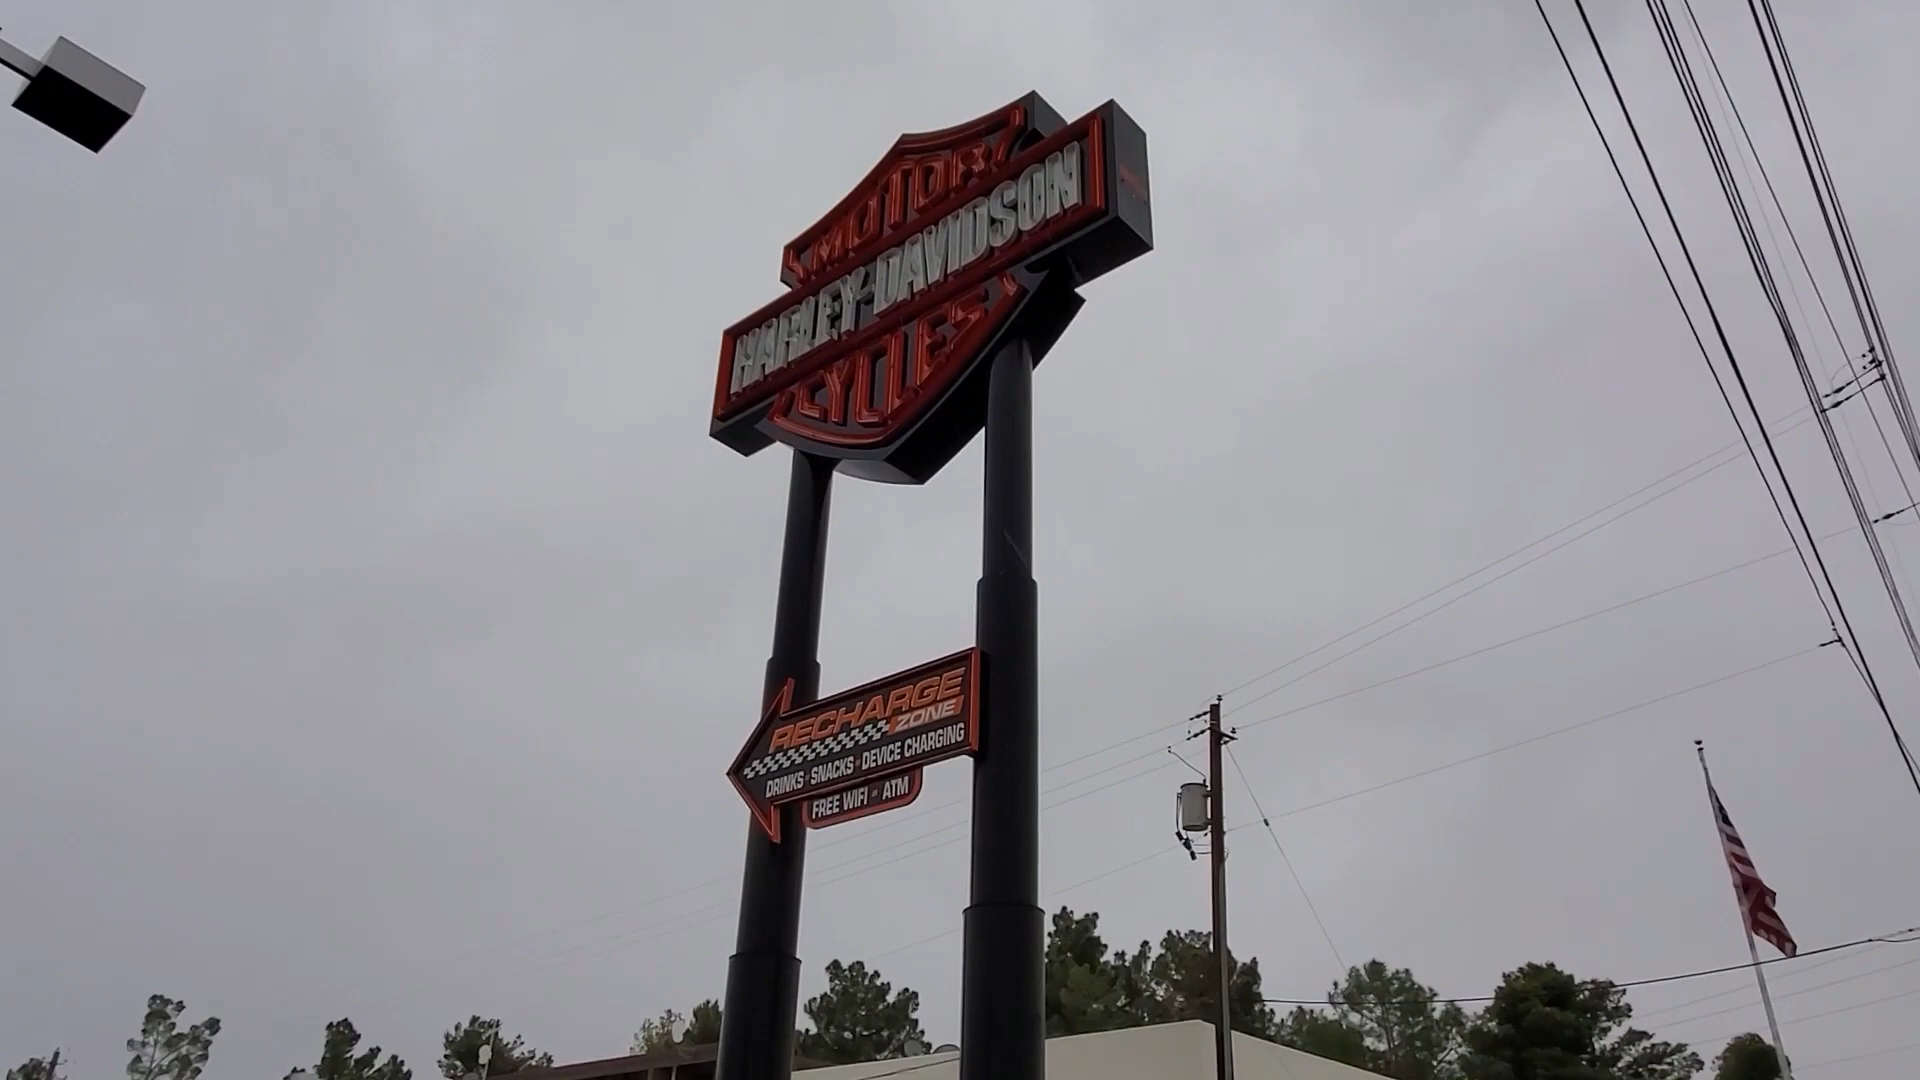 MOTOR
HARLEY-DAVIDSON
CYCLES
RECHARGE
ZONE
DRINKS - SNACKS - DEVICE CHARGING
FREE WIFI - ATM